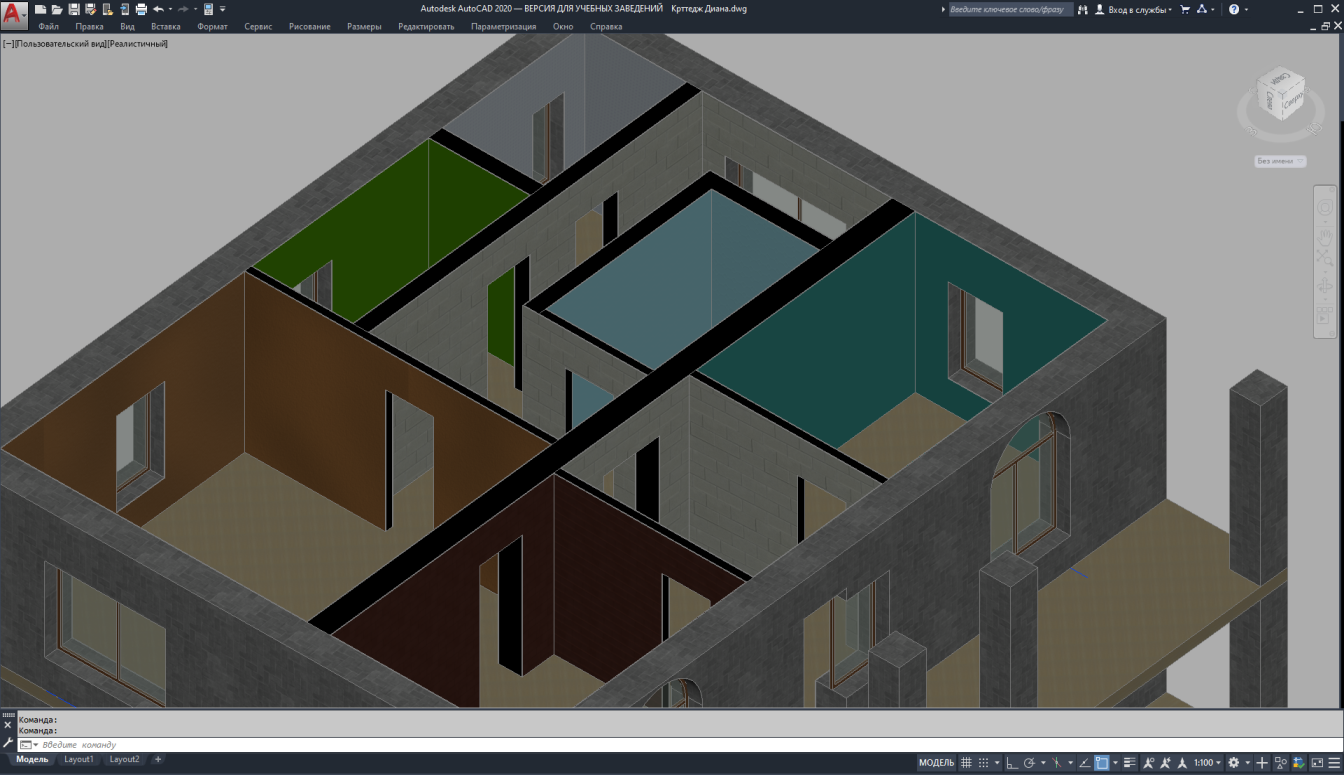 Autodesk AutoCAD 2020 — ВЕРСИЯ ДЛЯ УЧЕБНЫХ ЗАВЕДЕНИЙ Крттедж Диана.dwg
Введите ключевое слово/фразу
Вход в службы
Файл Правка Вид Вставка Формат Сервис Рисование Размеры Редактировать Параметризация Окно Справка
[−][Пользовательский вид][Реалистичный]
Сверху
Без имени
Команда:
Команда:
Введите команду
Модель Layout1 Layout2 +
МОДЕЛЬ 1:100